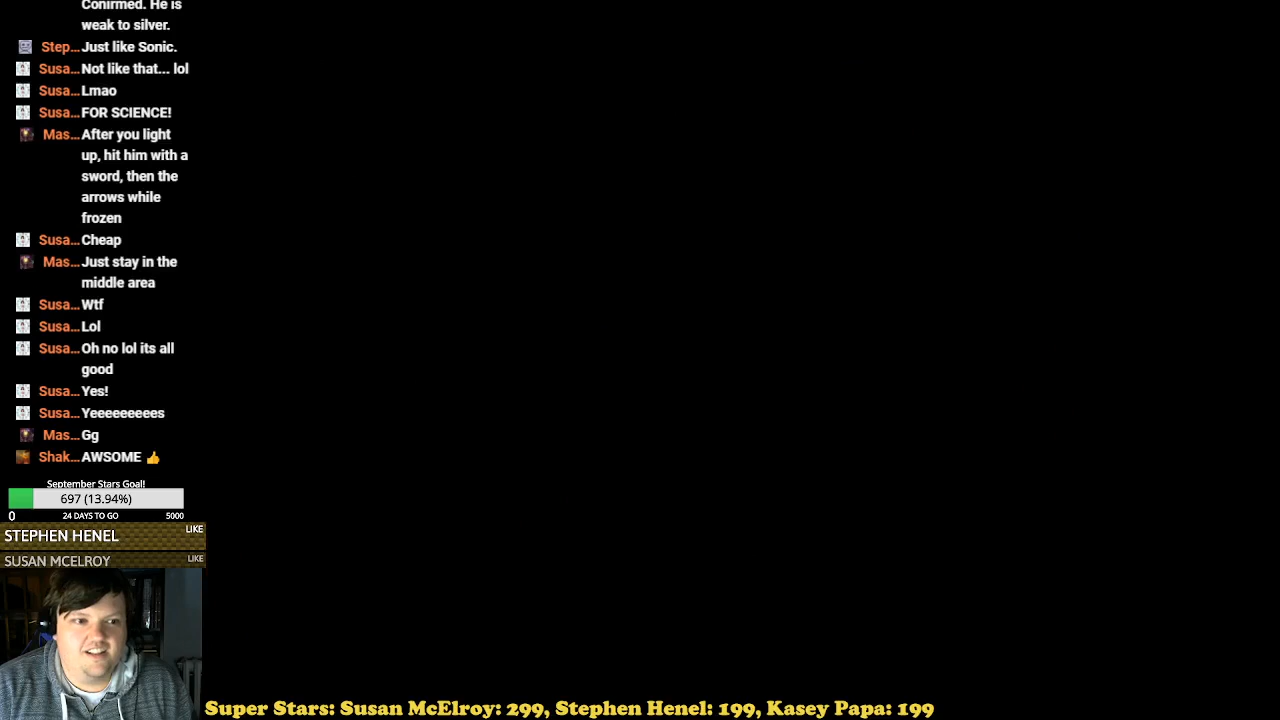 Confirmed. He is
weak to silver.
Step... Just like Sonic.
Susa... Not like that... lol
Susa... Lmao
Susa... FOR SCIENCE!
Mas... After you light
up, hit him with a
sword, then the
arrows while
frozen
Susa... Cheap
Mas... Just stay in the
middle area
Susa... Wtf
Susa... Lol
Susa... Oh no lol its all
good
Susa... Yes!
Susa... Yeeeeeeeees
Mas... Gg
Shak... AWSOME 👍
September Stars Goal!
697 (13.94%)
0 24 DAYS TO GO 5000
STEPHEN HENEL LIKE
SUSAN MCELROY LIKE
Super Stars: Susan McElroy: 299, Stephen Henel: 199, Kasey Papa: 199